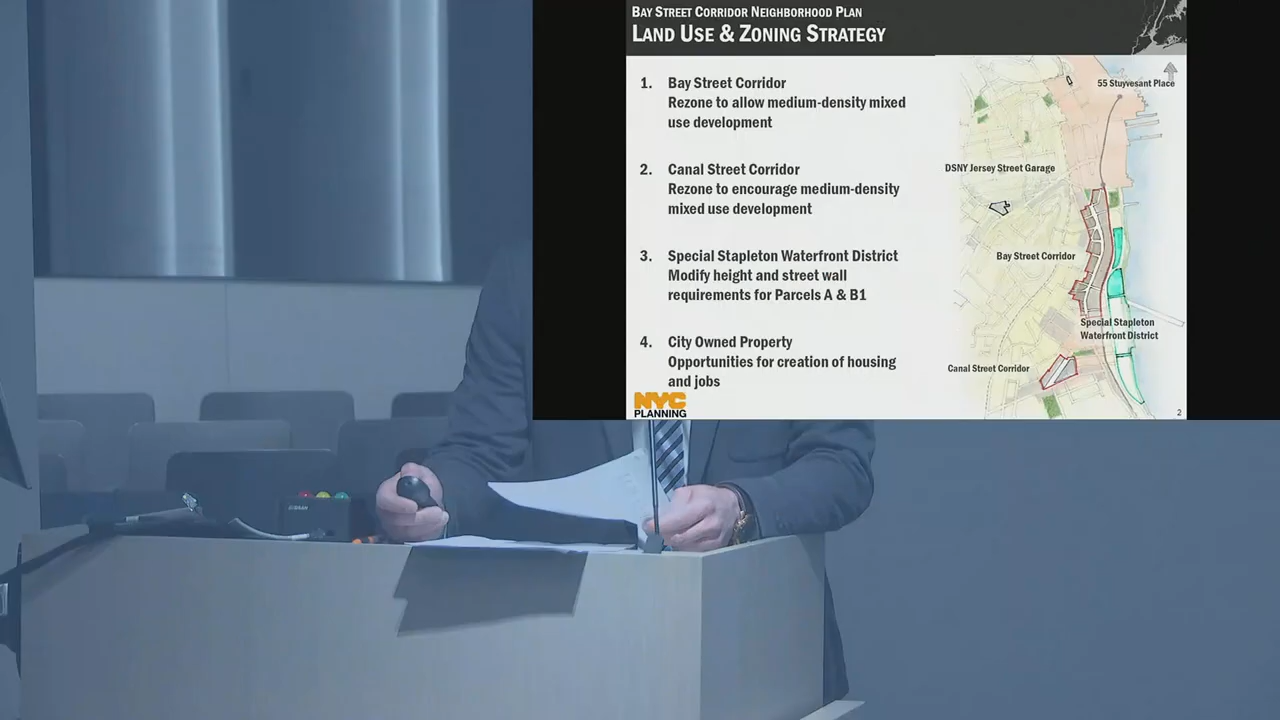 BAY STREET CORRIDOR NEIGHBORHOOD PLAN
LAND USE & ZONING STRATEGY
1. Bay Street Corridor
Rezone to allow medium-density mixed
use development
2. Canal Street Corridor
Rezone to encourage medium-density
mixed use development
3. Special Stapleton Waterfront District
Modify height and street wall
requirements for Parcels A & B1
4. City Owned Property
Opportunities for creation of housing
and jobs
NYC
PLANNING
55 Stuyvesant Place
DSNY Jersey Street Garage
Bay Street Corridor
Special Stapleton
Waterfront District
Canal Street Corridor
2